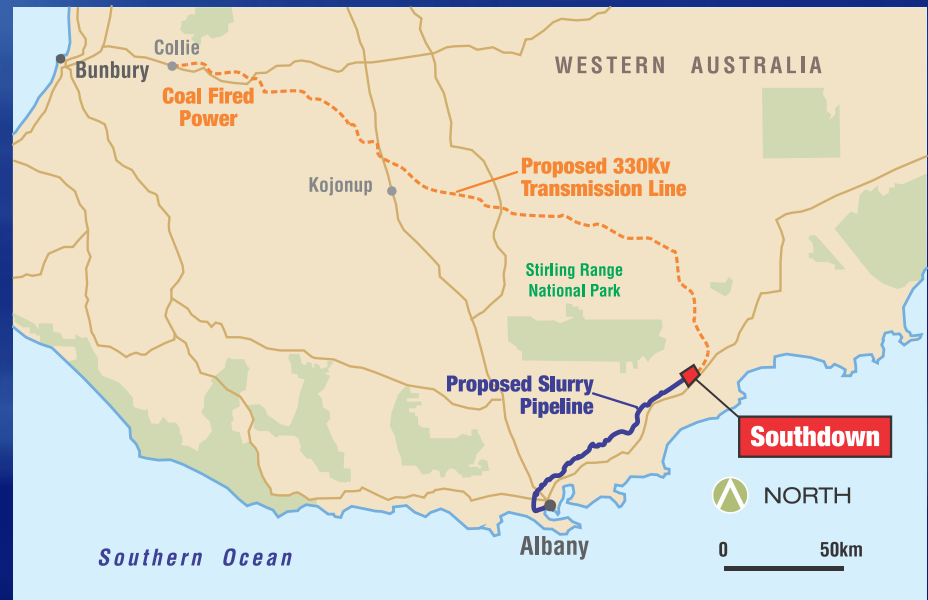 Collie
Bunbury
WESTERN AUSTRALIA
Coal Fired
Power
Proposed 330Kv
Transmission Line
Kojonup
Stirling Range
National Park
Proposed Slurry
Pipeline
Southdown
NORTH
Albany
0 50km
Southern Ocean